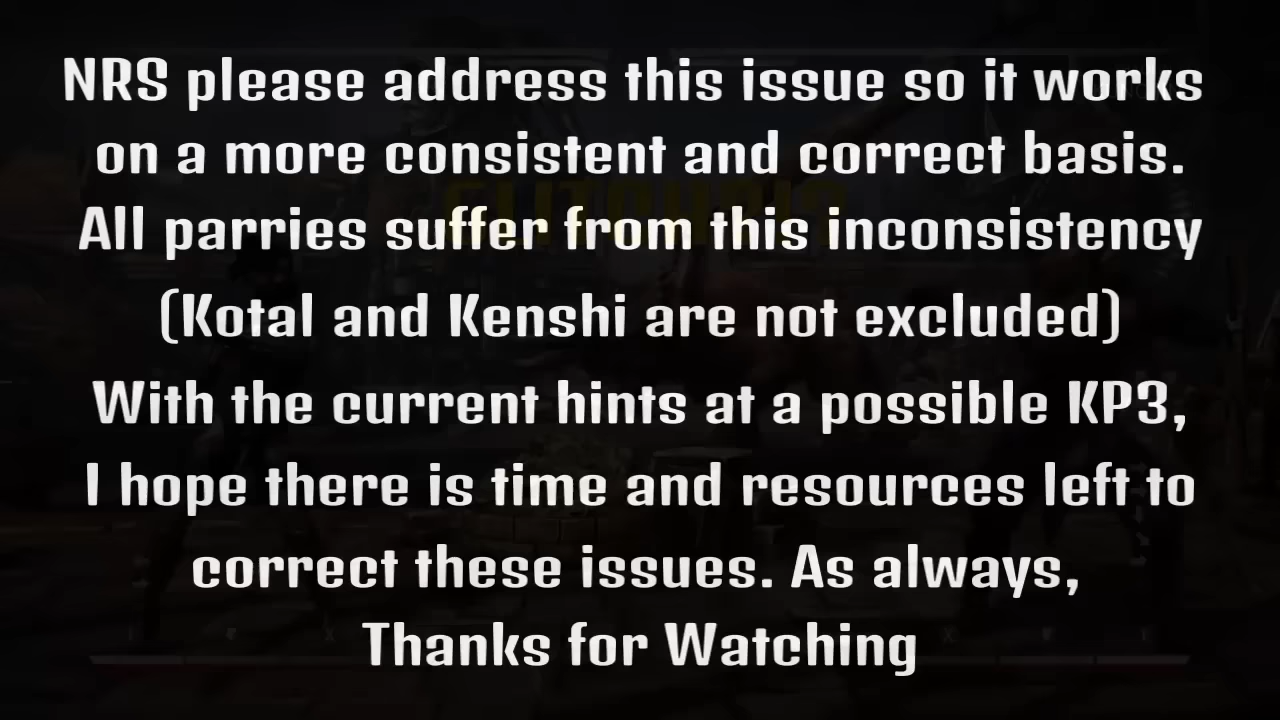 NRS please address this issue so it works
on a more consistent and correct basis.
All parries suffer from this inconsistency
(Kotal and Kenshi are not excluded)
With the current hints at a possible KP3,
I hope there is time and resources left to
correct these issues. As always,
Thanks for Watching